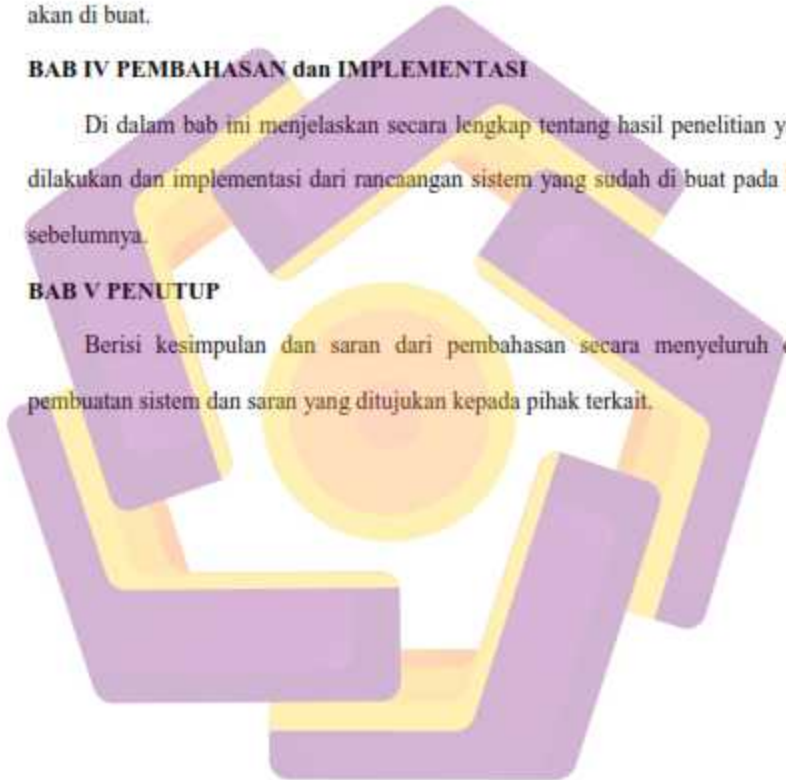 akan di buat.
BAB IV PEMBAHASAN dan IMPLEMENTASI
Di dalam bab ini menjelaskan secara lengkap tentang hasil penelitian
dilakukan dan implementasi dari rancaangan sistem yang sudah di buat pada
sebelumnya.
BAB V PENUTUP
Berisi kesimpulan dan saran dari pembahasan secara menyeluruh
pembuatan sistem dan saran yang ditujukan kepada pihak terkait.